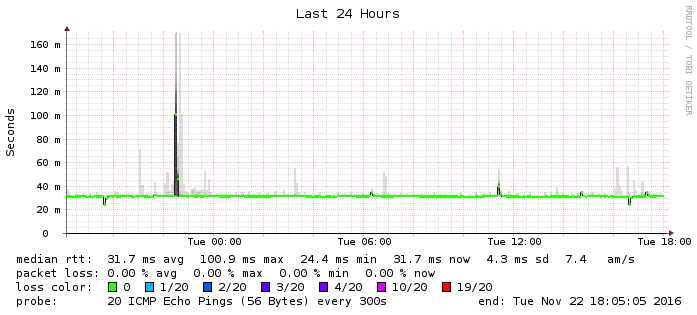 Last 24 Hours
RRDTOOL / TOBI OETIKER
Seconds
160 m
140 m
120 m
100 m
80 m
60 m
40 m
20 m
0
Tue 00:00 Tue 06:00 Tue 12:00 Tue 18:00
median rtt: 31.7 ms avg 100.9 ms max 24.4 ms min 31.7 ms now 4.3 ms sd 7.4 am/s
packet loss: 0.00 % avg 0.00 % max 0.00 % min 0.00 % now
loss color: 0 1/20 2/20 3/20 4/20 10/20 19/20
probe: 20 ICMP Echo Pings (56 Bytes) every 300s end: Tue Nov 22 18:05:05 2016